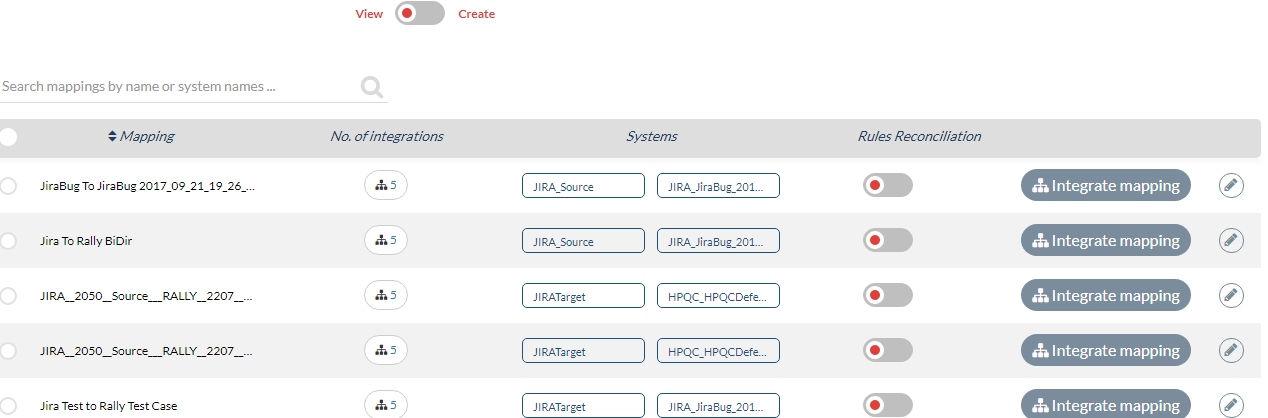 View Create
Search mappings by name or system names ...
Mapping No. of integrations Systems Rules Reconciliation
JiraBug To JiraBug 2017_09_21_19_26_... 5 JIRA_Source JIRA_JiraBug_201... Integrate mapping
Jira To Rally BiDir 5 JIRA_Source JIRA_JiraBug_201... Integrate mapping
JIRA__2050__Source___RALLY__2207__... 5 JIRATarget HPQC_HPQCDefe... Integrate mapping
JIRA__2050__Source___RALLY__2207__... 5 JIRATarget HPQC_HPQCDefe... Integrate mapping
Jira Test to Rally Test Case 5 JIRATarget JIRA_JiraBug_201... Integrate mapping